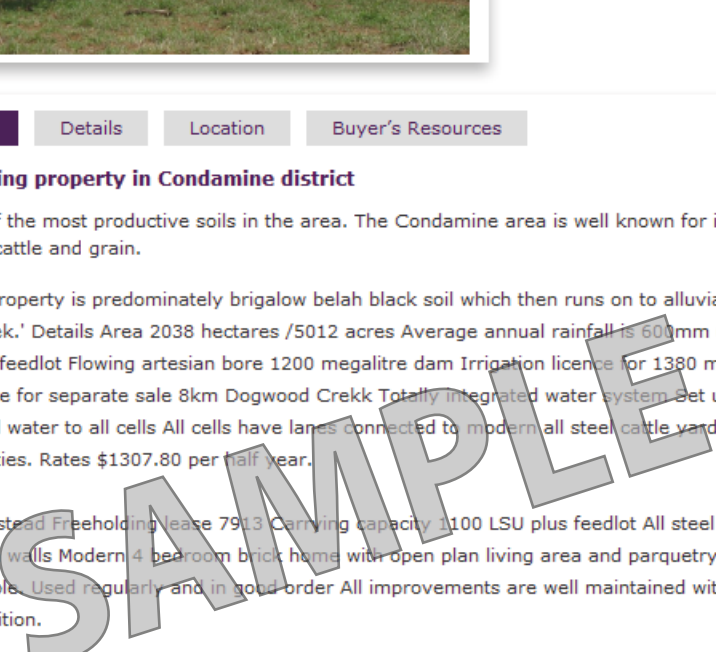 Details
Location
Buyer's Resources
ing property in Condamine district
the most productive soils in the area. The Condamine area is well known for
cattle and grain.
roperty is predominately brigalow belah black soil which then runs on to alluvia
ek.' Details Area 2038 hectares /5012 acres Average annual rainfall is 600mm
feedlot Flowing artesian bore 1200 megalitre dam Irrigation licence for 1380 m
e for separate sale 8km Dogwood Crekk Totally integrated water system Set u
water to all cells All cells have lanes connected to modern all steel cattle yard
ies. Rates $1307.80 per half year.
stead Freeholding lease 7913 Carrying capacity 1100 LSU plus feedlot All steel
walls Modern 4 bedroom brick home with open plan living area and parquetry
ole. Used regularly and in good order All improvements are well maintained wit
ition.
SAMPLE